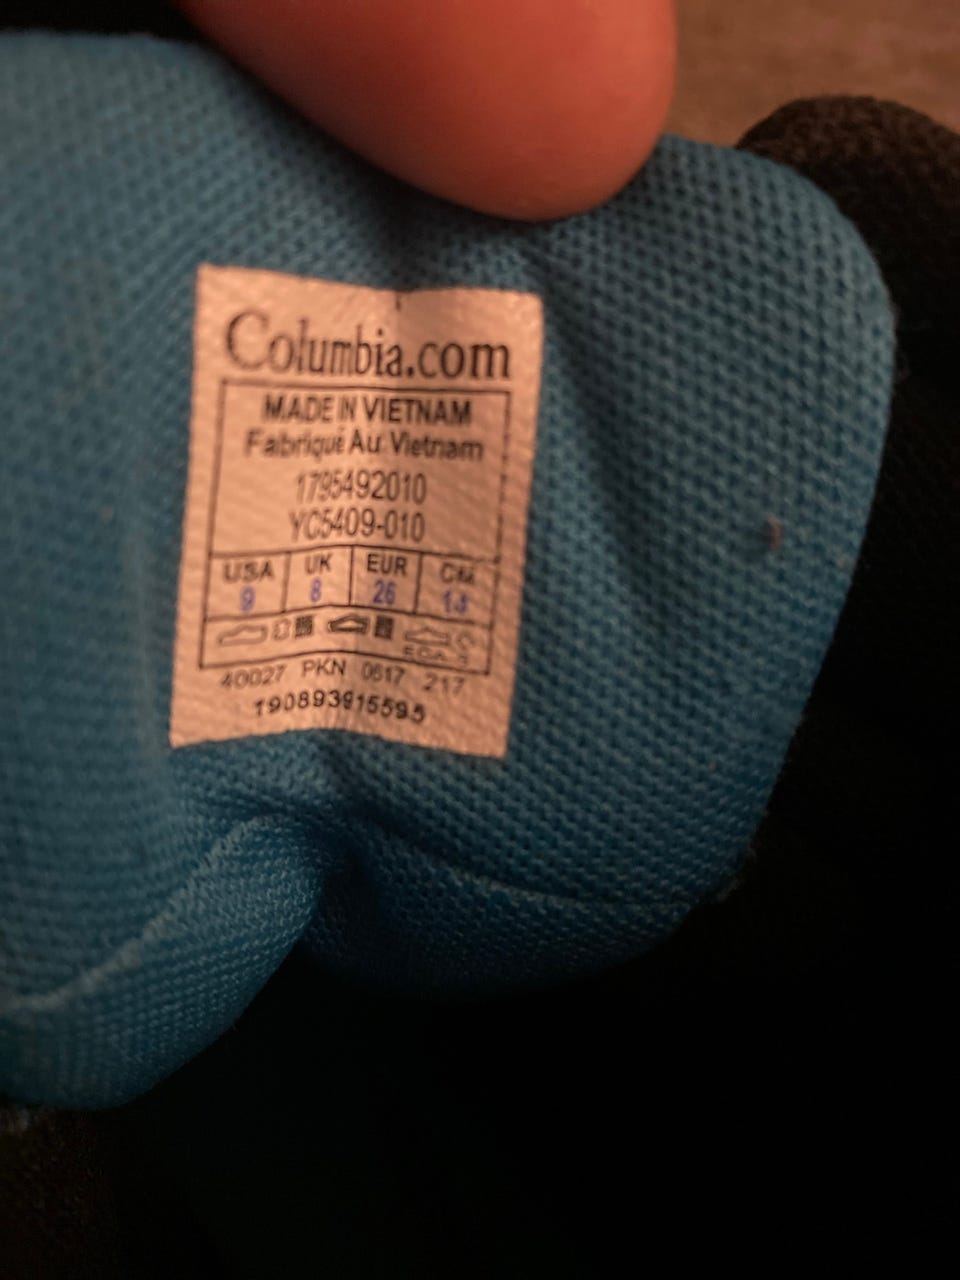 Columbia.com
MADE IN VIETNAM
Fabriqué Au Vietnam
1795492010
YC5409-010
USA UK EUR CM
9 8 26
40027 PKN 0617 217
190893915595